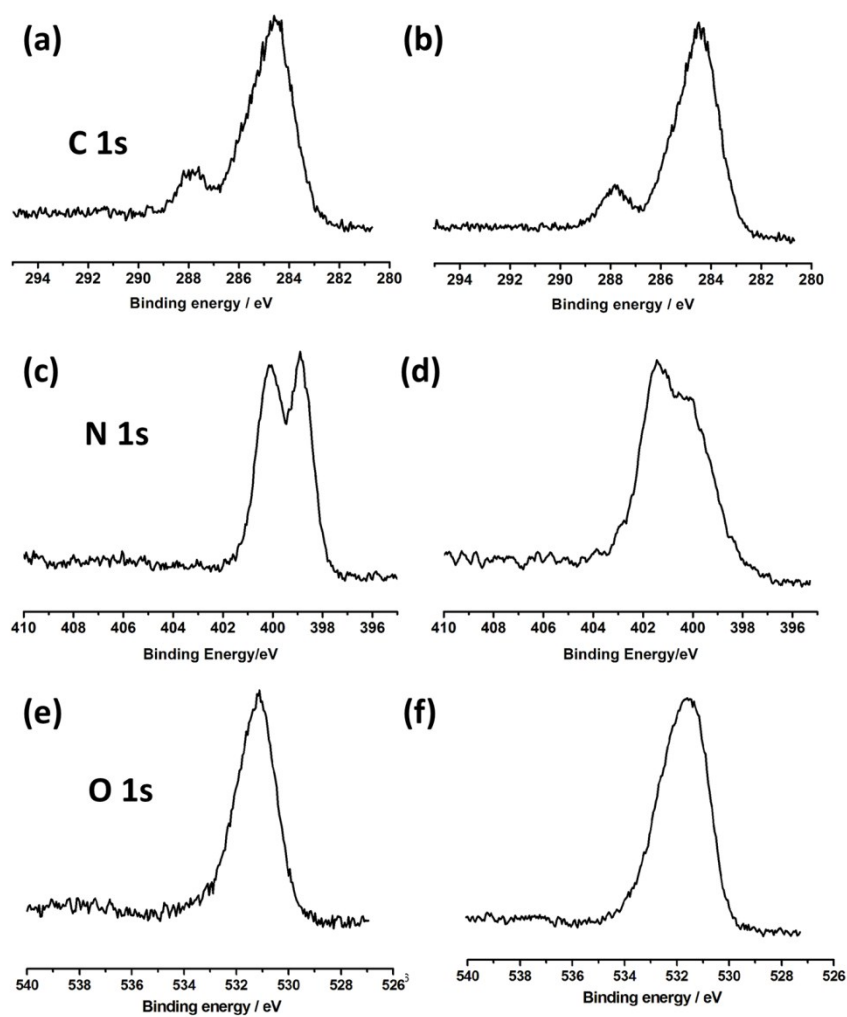 (a)
(b)
C 1s
294 292 290 288 286 284 282 280
294 292 290 288 286 284 282 280
Binding energy / eV
Binding energy / eV
(c)
(d)
N 1s
410 408 406 404 402 400 398 396
410 408 406 404 402 400 398 396
Binding Energy/eV
Binding Energy/eV
(e)
(f)
O 1s
540 538 536 534 532 530 528 526
540 538 536 534 532 530 528 526
Binding energy / eV
Binding energy / eV